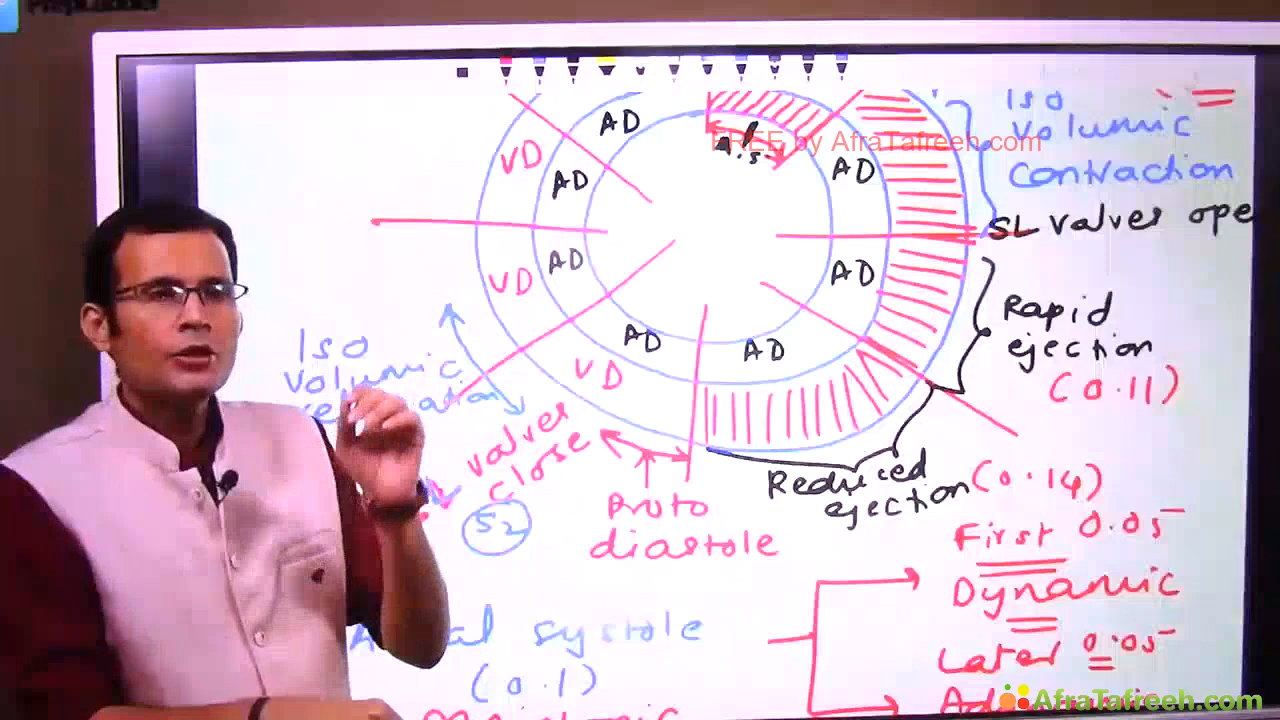 AD
VD
AD
FREE by AfraTafreeh.com
AD
VD
AD
AD
AD
VD
AD
AD
Iso
volumic
contraction
SL valves ope
Rapid
ejection
(0.11)
Reduced
ejection (0.14)
Iso
volumic
valves
close
S2
Proto
diastole
First 0.05
Dynamic
Later 0.05
systole
(0.1)
AfraTafreeh.com